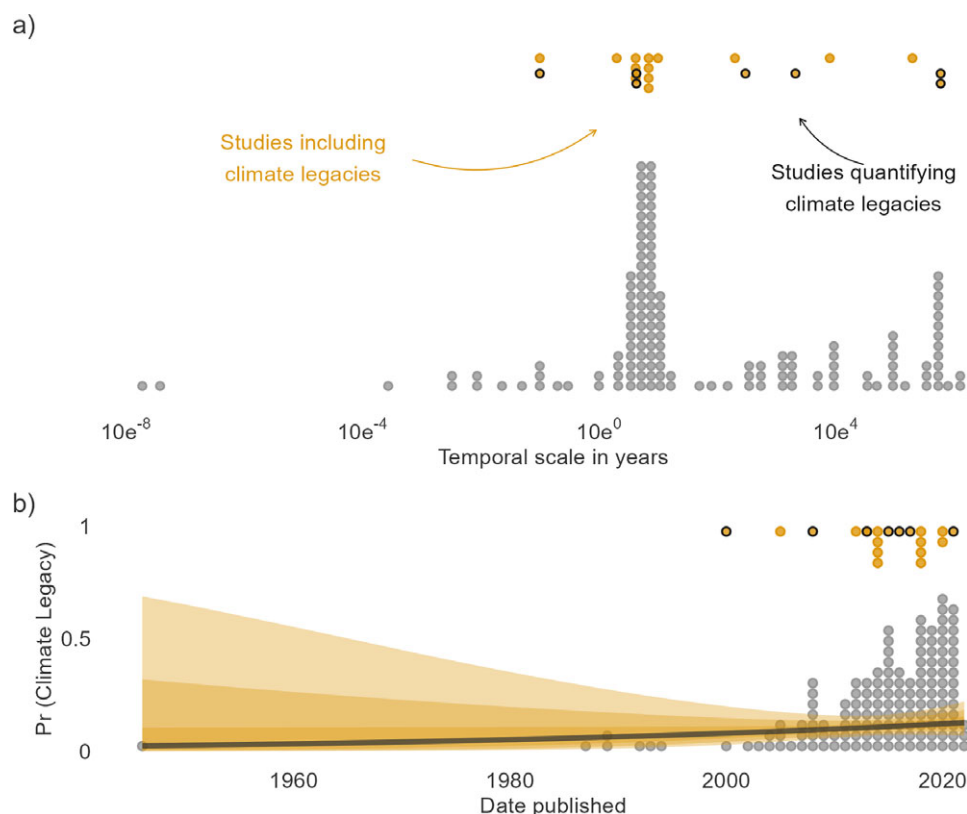 a)
Studies including
climate legacies
Studies quantifying
climate legacies
10e⁻⁸
10e⁻⁴
10e⁰
10e⁴
Temporal scale in years
b)
Pr (Climate Legacy)
1
0.5
0
1960
1980
2000
2020
Date published